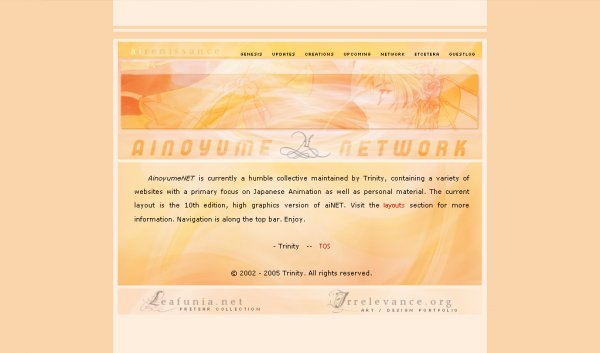 Ai renissance
GENESIS UPDATES CREATIONS UPCOMING NETWORK ETCETERA GUESTLOG
AINOYUME NETWORK
AinoyumeNET is currently a humble collective maintained by Trinity, containing a variety of
websites with a primary focus on Japanese Animation as well as personal material. The current
layout is the 10th edition, high graphics version of aiNET. Visit the layouts section for more
information. Navigation is along the top bar. Enjoy.
- Trinity -- TOS
© 2002 - 2005 Trinity. All rights reserved.
Leafunia.net Irrelevance.org
PRETEAR COLLECTION ART / DESIGN PORTFOLIO